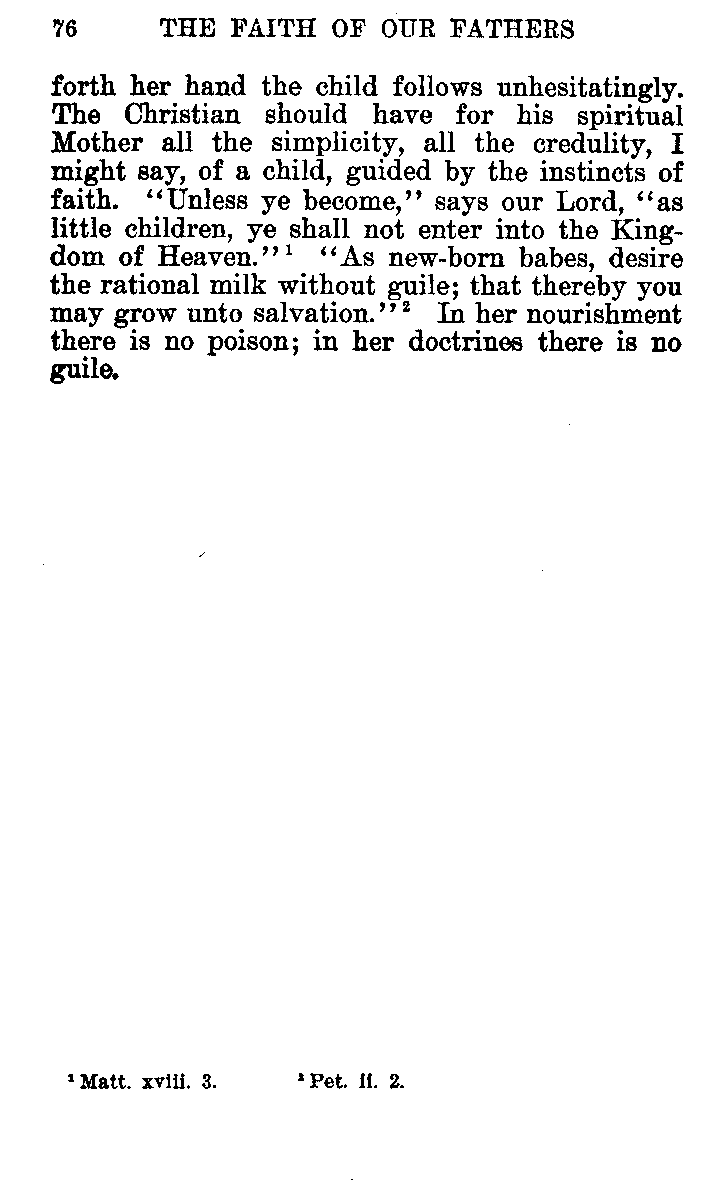 76 THE FAITH OF OUR FATHERS
forth her hand the child follows unhesitatingly.
The Christian should have for his spiritual
Mother all the simplicity, all the credulity, I
might say, of a child, guided by the instincts of
faith. "Unless ye become," says our Lord, "as
little children, ye shall not enter into the King-
dom of Heaven."¹ "As new-born babes, desire
the rational milk without guile; that thereby you
may grow unto salvation."² In her nourishment
there is no poison; in her doctrines there is no
guile.
¹ Matt. xviii. 3. ² Pet. ii. 2.